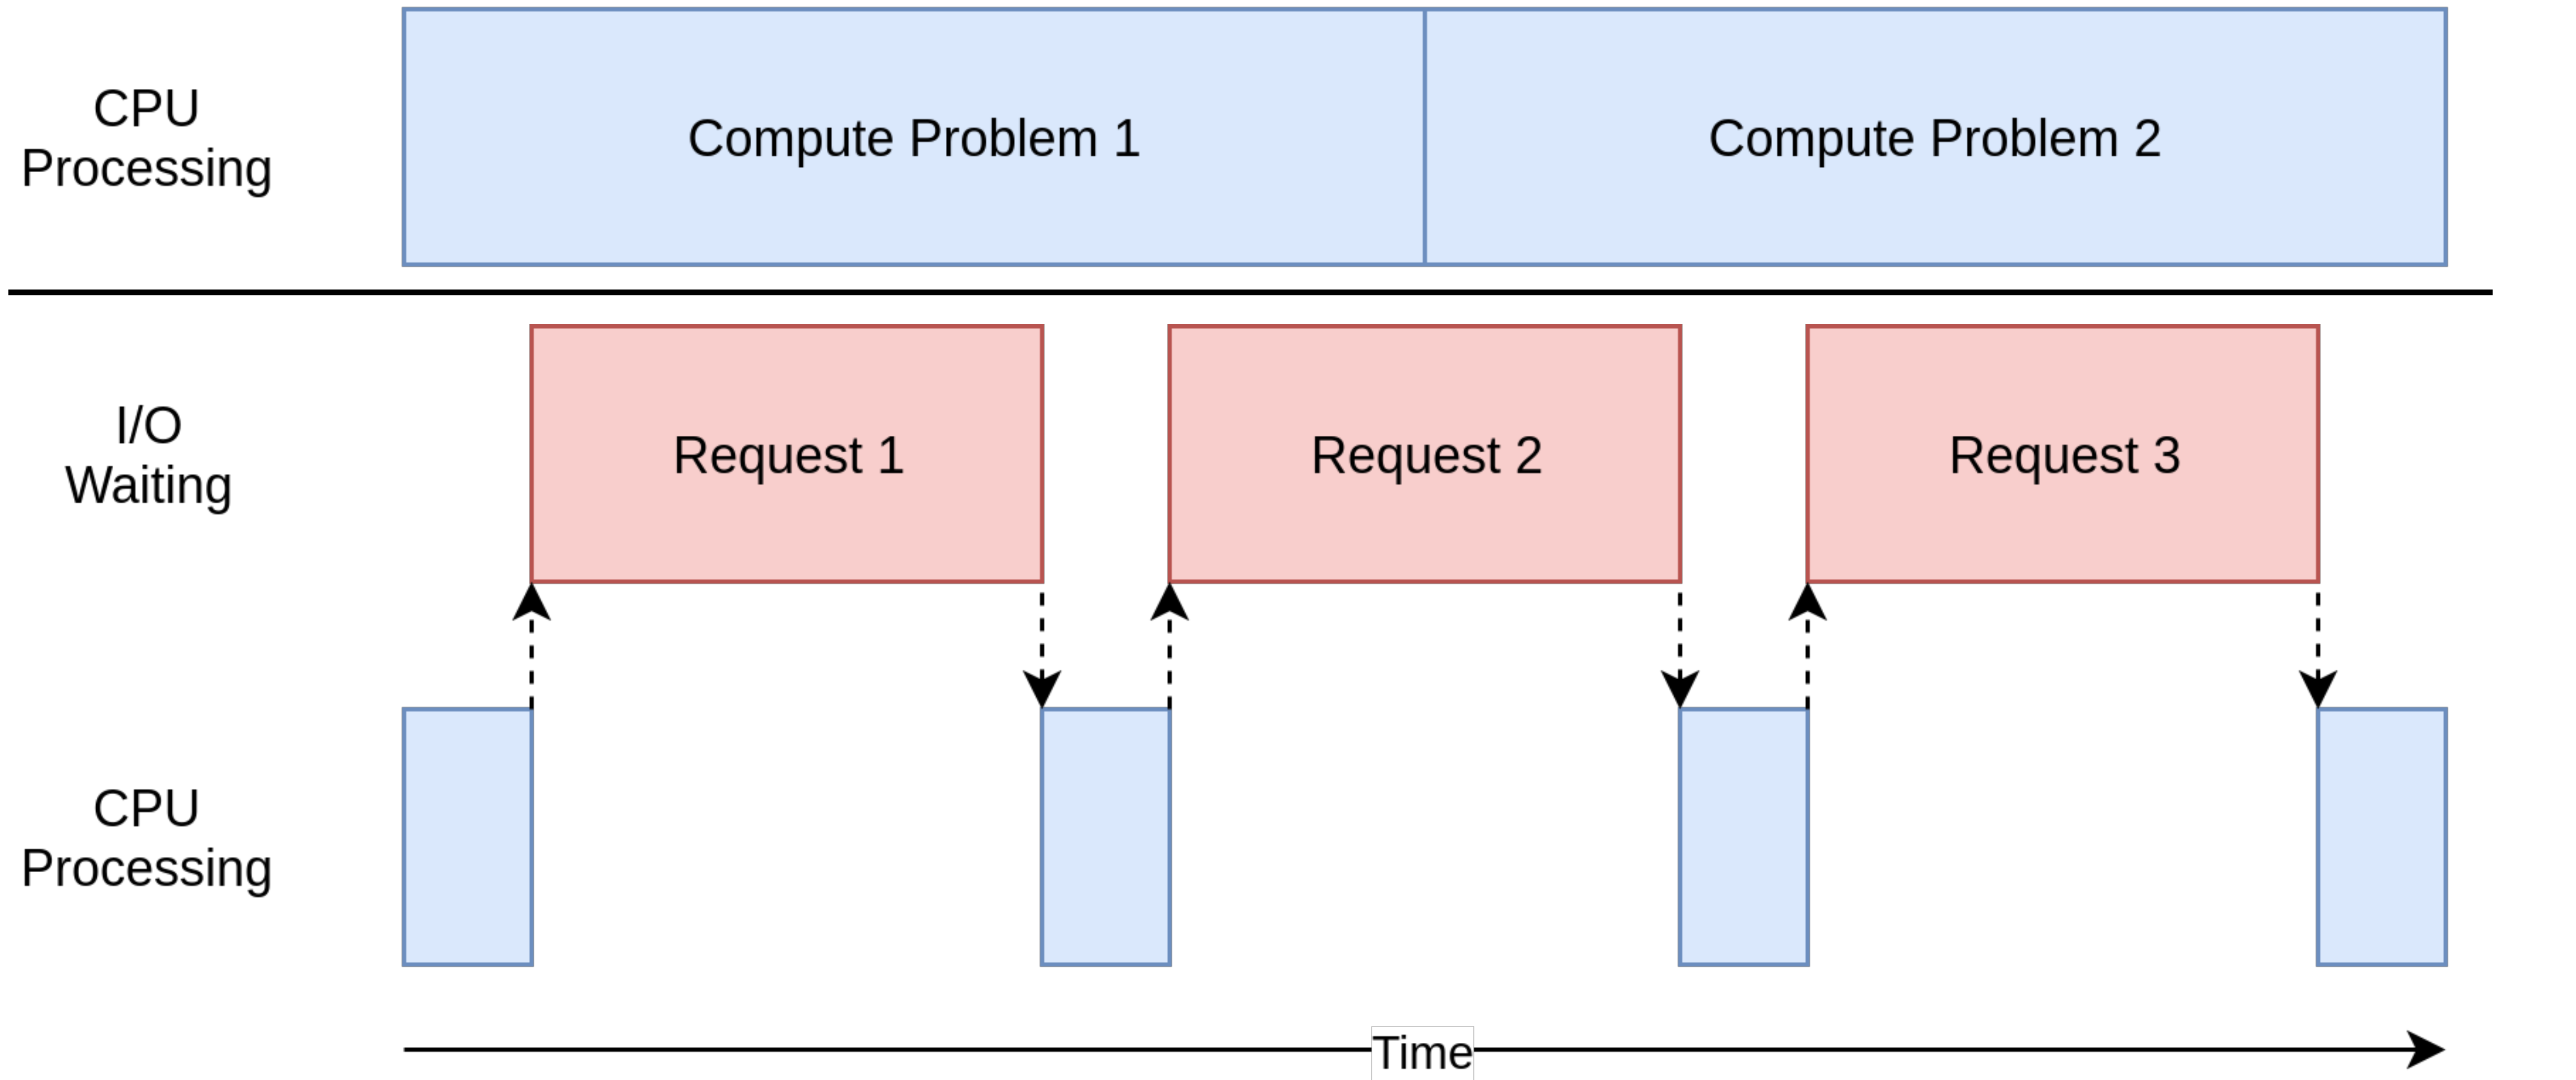 CPU
Processing
Compute Problem 1
Compute Problem 2
I/O
Waiting
Request 1
Request 2
Request 3
CPU
Processing
Time